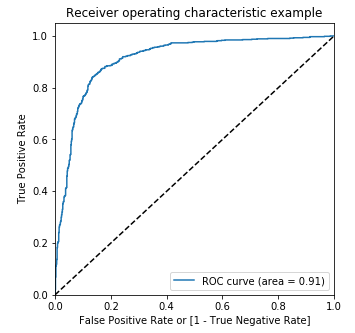 Receiver operating characteristic example
True Positive Rate
1.0
0.8
0.6
0.4
0.2
0.0
ROC curve (area = 0.91)
0.0 0.2 0.4 0.6 0.8 1.0
False Positive Rate or [1 - True Negative Rate]